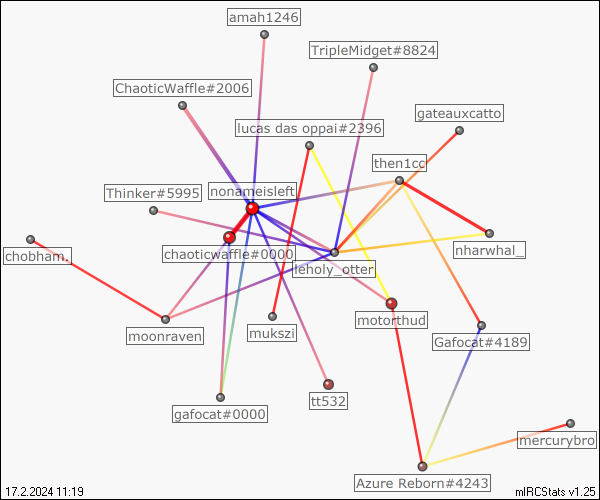 amah1246
TripleMidget#8824
ChaoticWaffle#2006
gateauxcatto
lucas das oppai#2396
then1cc
Thinker#5995
nonameisleft
chobham.
chaoticwaffle#0000
nharwhal_
leholy_otter
moonraven
mukszi
motorthud
Gafocat#4189
gafocat#0000
tt532
mercurybro
Azure Reborn#4243
17.2.2024 11:19
mIRCStats v1.25